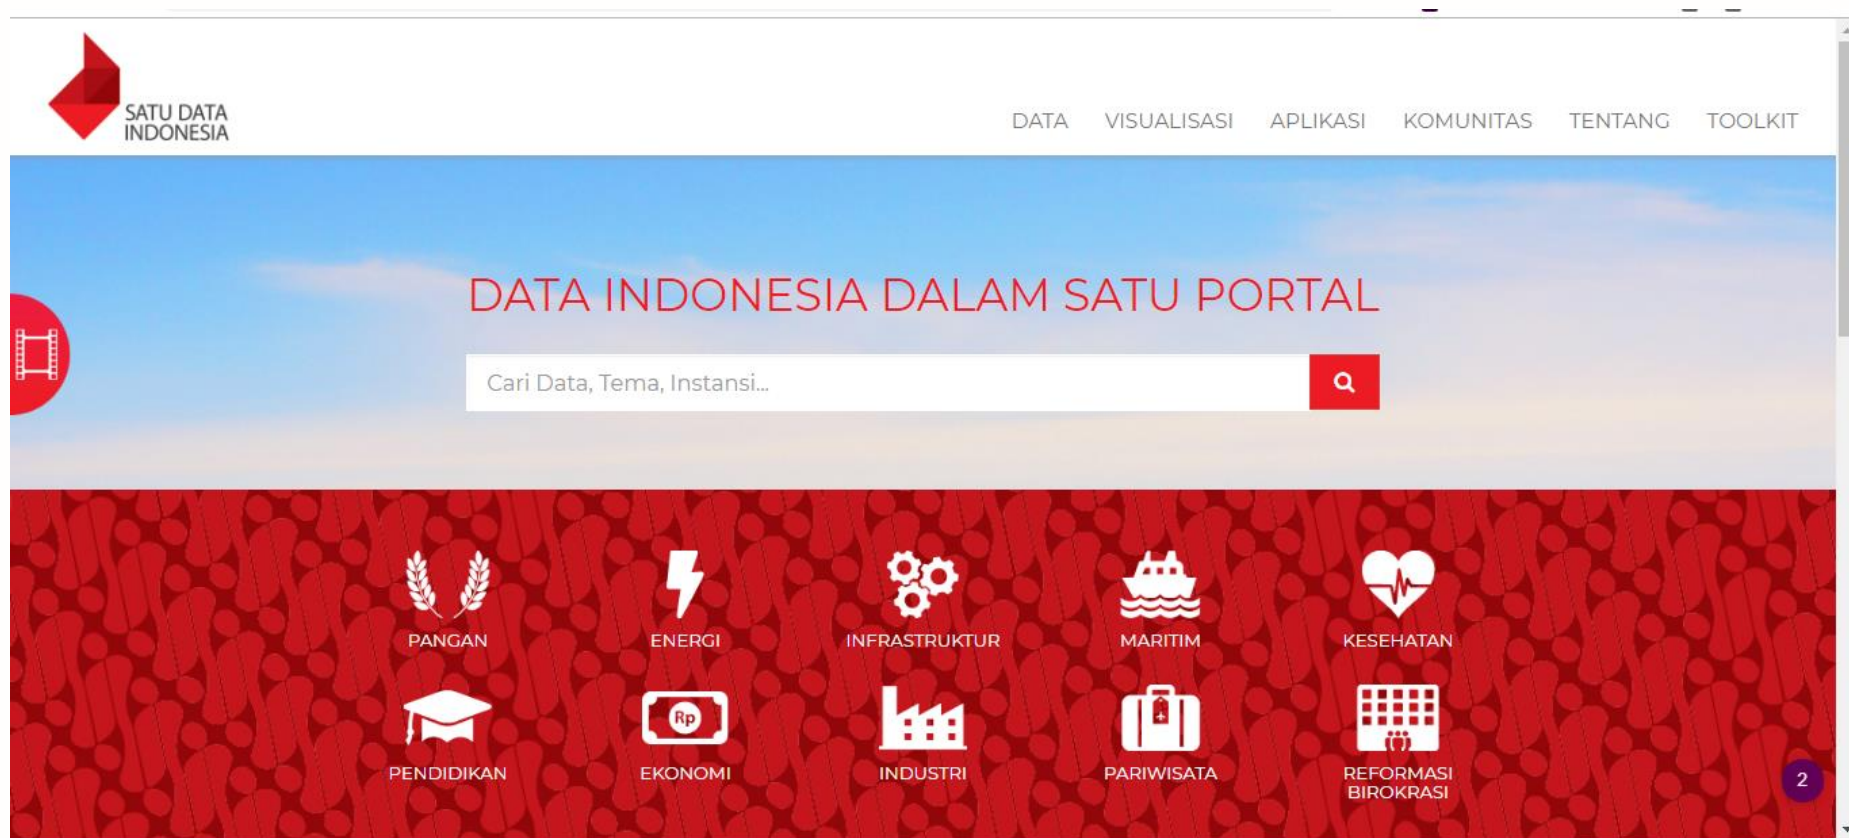 SATU DATA
INDONESIA
DATA VISUALISASI APLIKASI KOMUNITAS TENTANG TOOLKIT
DATA INDONESIA DALAM SATU PORTAL
Cari Data, Tema, Instansi...
PANGAN ENERGI INFRASTRUKTUR MARITIM KESEHATAN
Rp
PENDIDIKAN EKONOMI INDUSTRI PARIWISATA REFORMASI
BIROKRASI
2